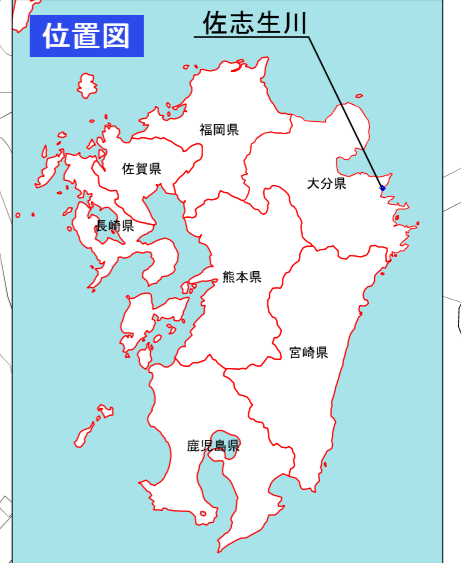 位置図
佐志生川
福岡県
佐賀県
大分県
長崎県
熊本県
宮崎県
鹿児島県